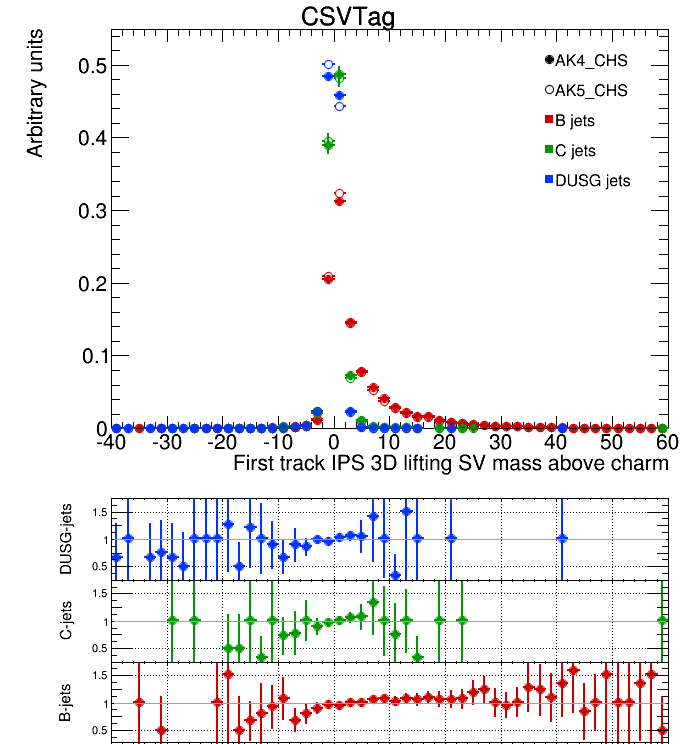 CSVTag
Arbitrary units
0.5
0.4
0.3
0.2
0.1
0
AK4_CHS
AK5_CHS
B jets
C jets
DUSG jets
-40 -30 -20 -10 0 10 20 30 40 50 60
First track IPS 3D lifting SV mass above charm
DUSG-jets
1.5
1
0.5
C-jets
1.5
1
0.5
B-jets
1.5
1
0.5